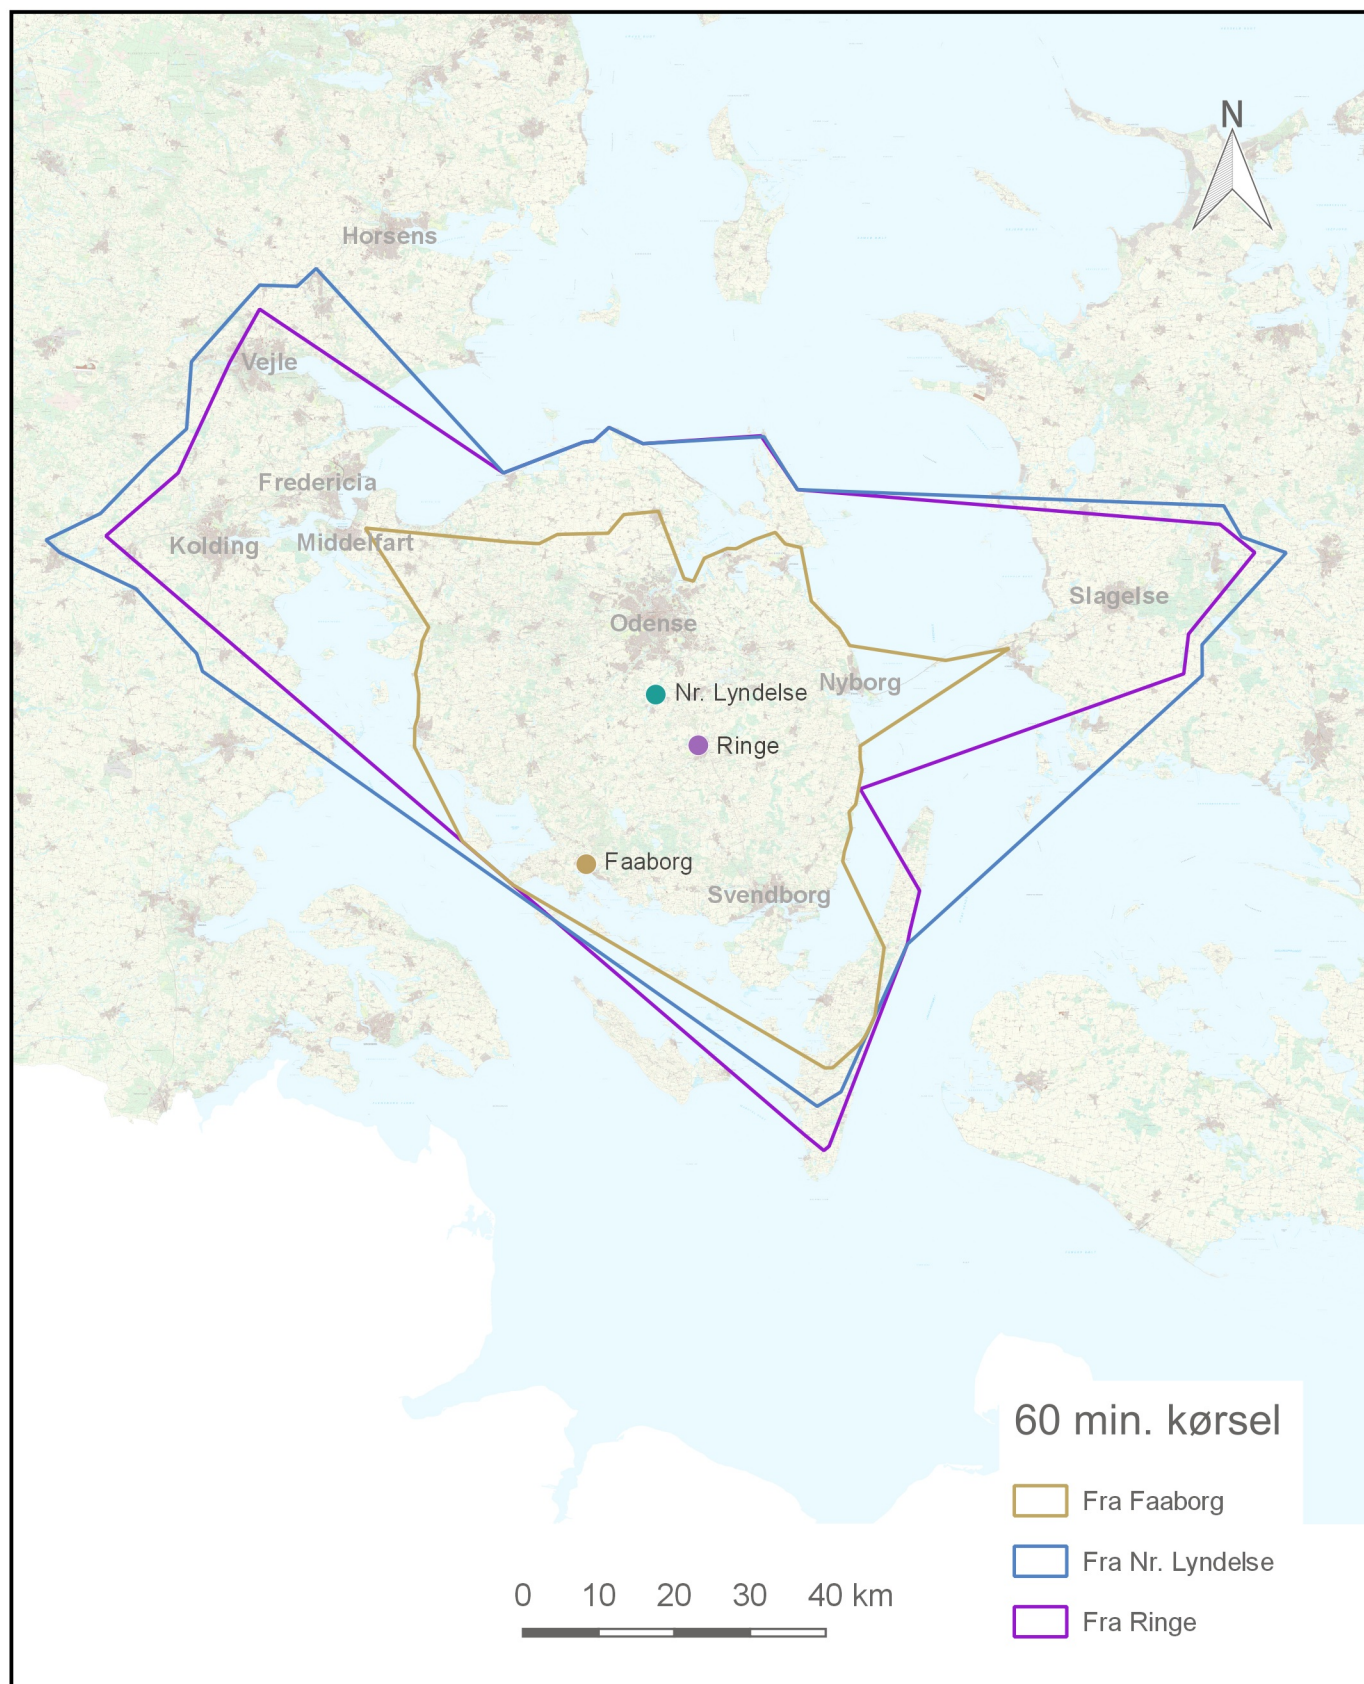 N
Horsens
Vejle
Fredericia
Kolding
Middelfart
Slagelse
Odense
Nyborg
Nr. Lyndelse
Ringe
Faaborg
Svendborg
60 min. kørsel
Fra Faaborg
Fra Nr. Lyndelse
Fra Ringe
0 10 20 30 40 km